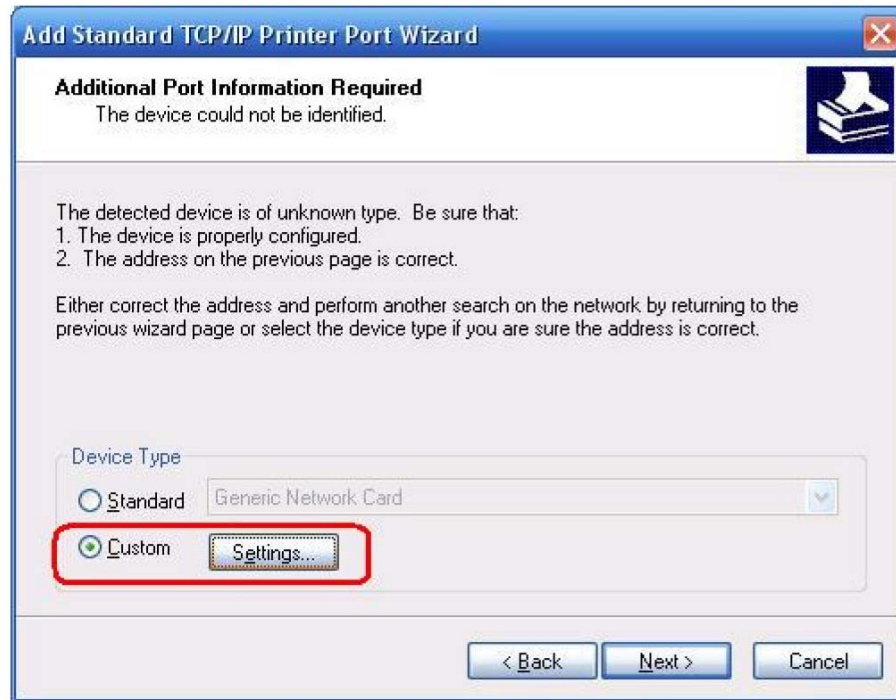 Add Standard TCP/IP Printer Port Wizard
Additional Port Information Required
The device could not be identified.
The detected device is of unknown type. Be sure that:
1. The device is properly configured.
2. The address on the previous page is correct.
Either correct the address and perform another search on the network by returning to the
previous wizard page or select the device type if you are sure the address is correct.
Device Type
Standard
Generic Network Card
Custom
Settings...
< Back
Next >
Cancel